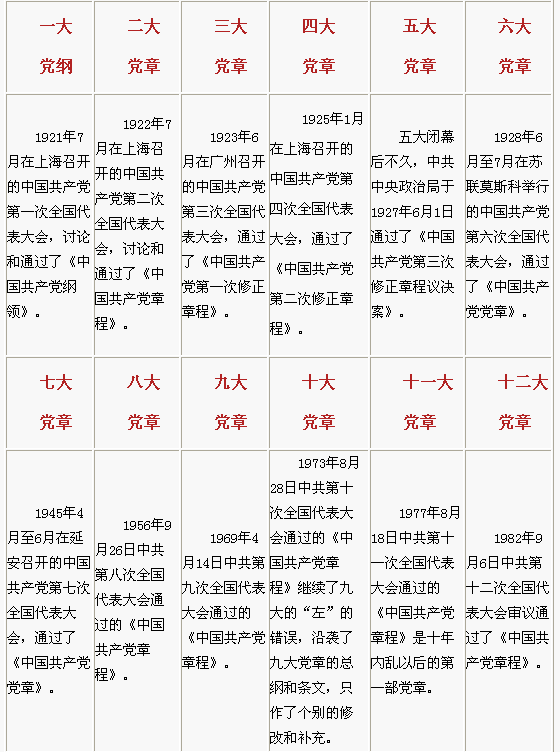 一大
党纲
二大
党章
三大
党章
四大
党章
五大
党章
六大
党章
1921年7
月在上海召开
的中国共产党
第一次全国代
表大会，讨论
和通过了《中
国共产党纲
领》。
1922年7
月在上海召
开的中国共
产党第二次
全国代表大
会，讨论和
通过了《中
国共产党章
程》。
1923年6
月在广州召开
的中国共产党
第三次全国代
表大会，通过
了《中国共产
党第一次修正
章程》。
1925年1月
在上海召开的
中国共产党第
四次全国代表
大会，通过了
《中国共产党
第二次修正章
程》。
五大闭幕
后不久，中共
中央政治局于
1927年6月1日
通过了《中国
共产党第三次
修正章程议决
案》。
1928年6
月至7月在苏
联莫斯科举行
的中国共产党
第六次全国代
表大会，通过
了《中国共产
党党章》。
七大
党章
八大
党章
九大
党章
十大
党章
十一大
党章
十二大
党章
1945年4
月至6月在延
安召开的中国
共产党第七次
全国代表大
会，通过了
《中国共产党
党章》。
1956年9
月26日中共
第八次全国
代表大会通
过的《中国
共产党章
程》。
1969年4
月14日中共第
九次全国代表
大会通过的
《中国共产党
章程》。
1973年8月
28日中共第十
次全国代表大
会通过的《中
国共产党章
程》继续了九
大的“左”的
错误，沿袭了
九大党章的总
纲和条文，只
作了个别的修
改和补充。
1977年8月
18日中共第十
一次全国代表
大会通过的
《中国共产党
章程》是十年
内乱以后的第
一部党章。
1982年9
月6日中共第
十二次全国代
表大会审议通
过了《中国共
产党章程》。